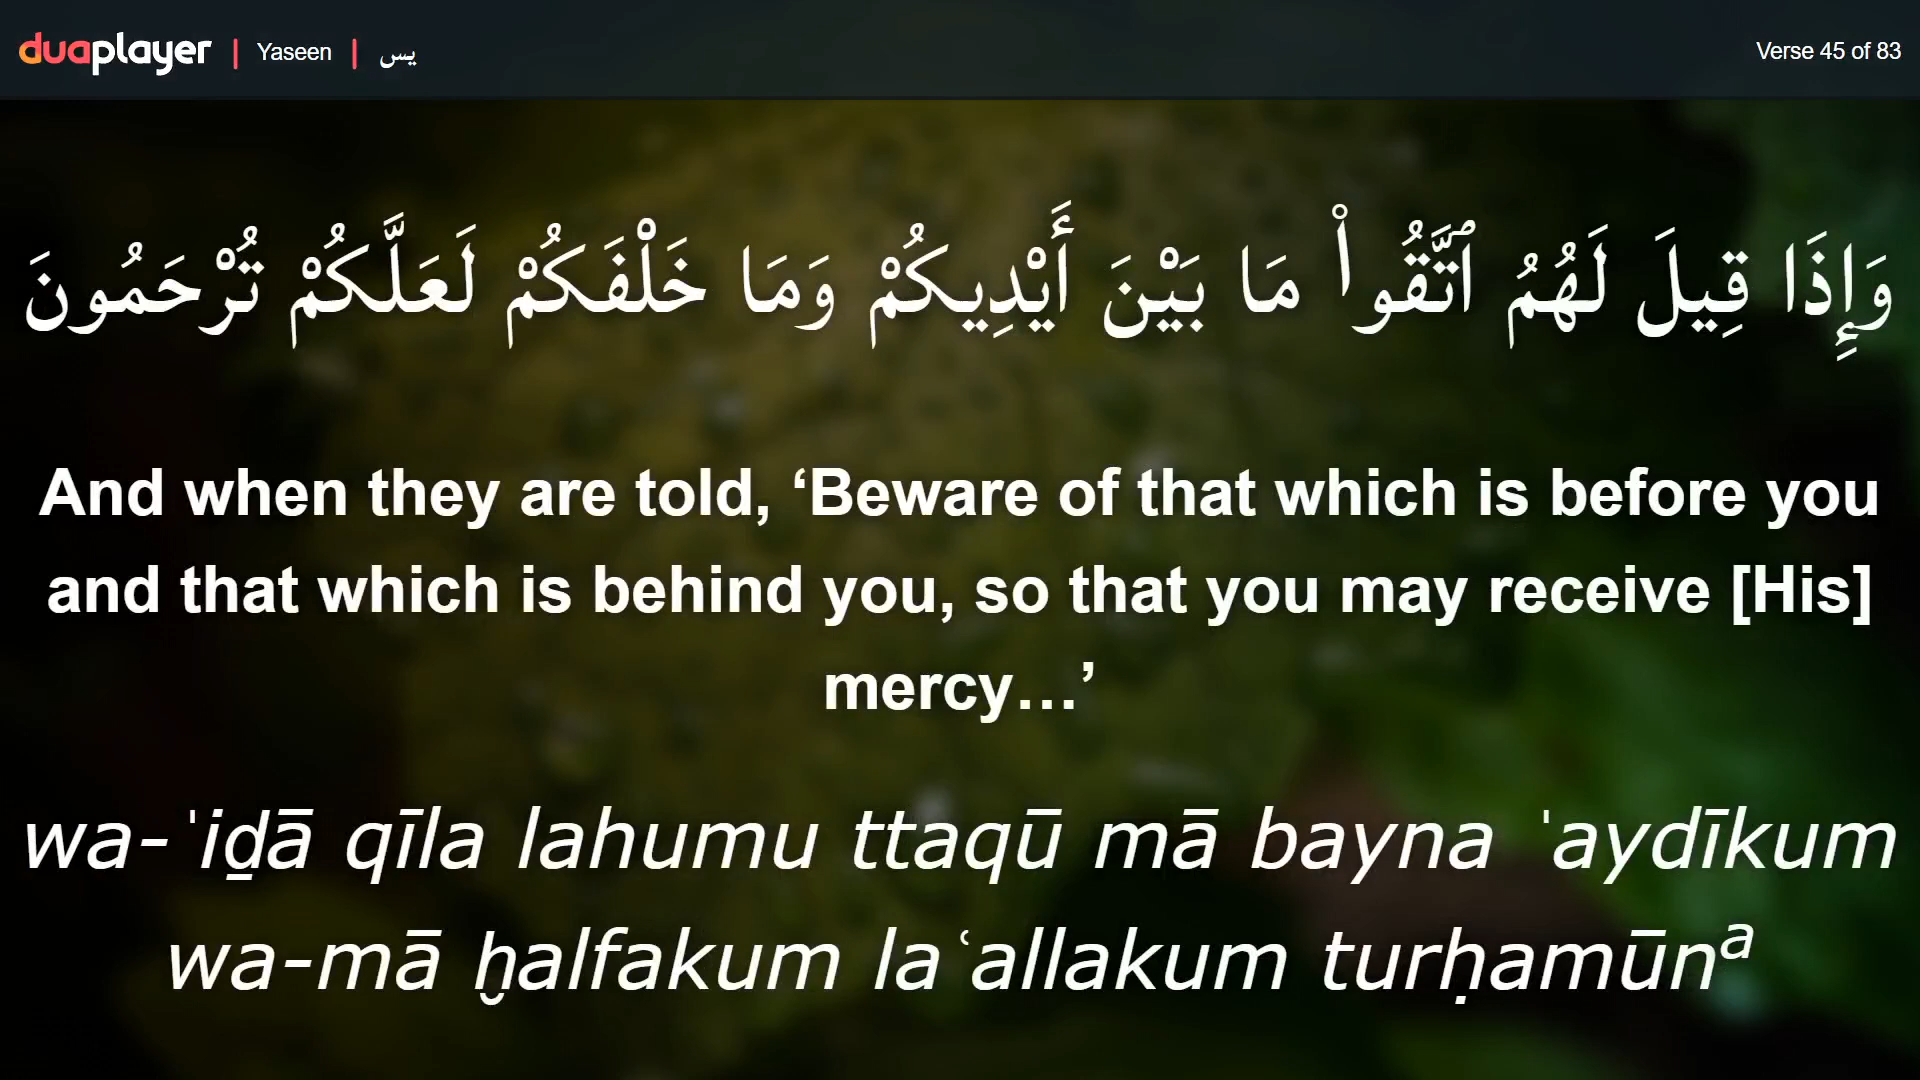 duaplayer | Yaseen | يس
Verse 45 of 83
وَإِذَا قِيلَ لَهُمُ ٱتَّقُوا۟ مَا بَيْنَ أَيْدِيكُمْ وَمَا خَلْفَكُمْ لَعَلَّكُمْ تُرْحَمُونَ
And when they are told, ‘Beware of that which is before you
and that which is behind you, so that you may receive [His]
mercy…’
wa-ʾiḏā qīla lahumu ttaqū mā bayna ʾaydīkum
wa-mā ḫalfakum laʿallakum turḥamūnᵃ